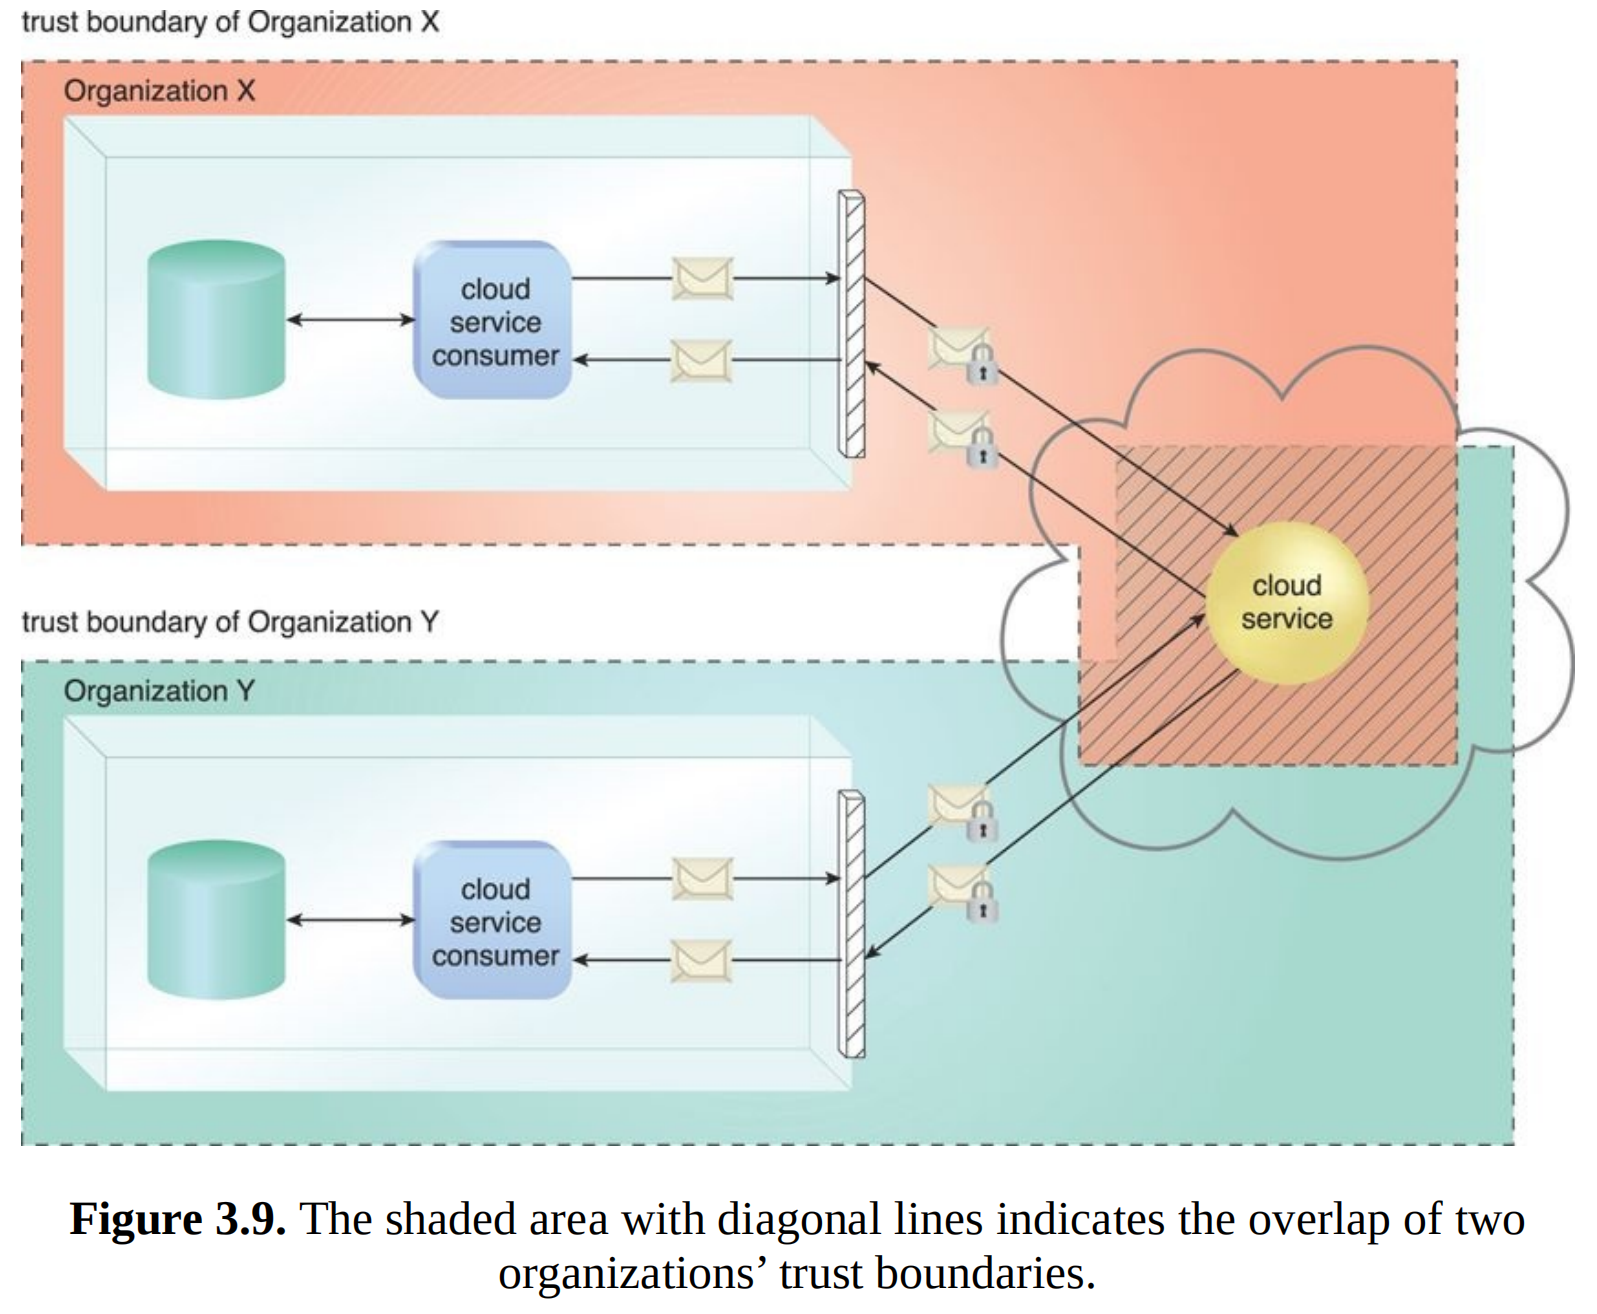 trust boundary of Organization X
Organization X
cloud
service
consumer
cloud
service
trust boundary of Organization Y
Organization Y
cloud
service
consumer
Figure 3.9. The shaded area with diagonal lines indicates the overlap of two
organizations’ trust boundaries.